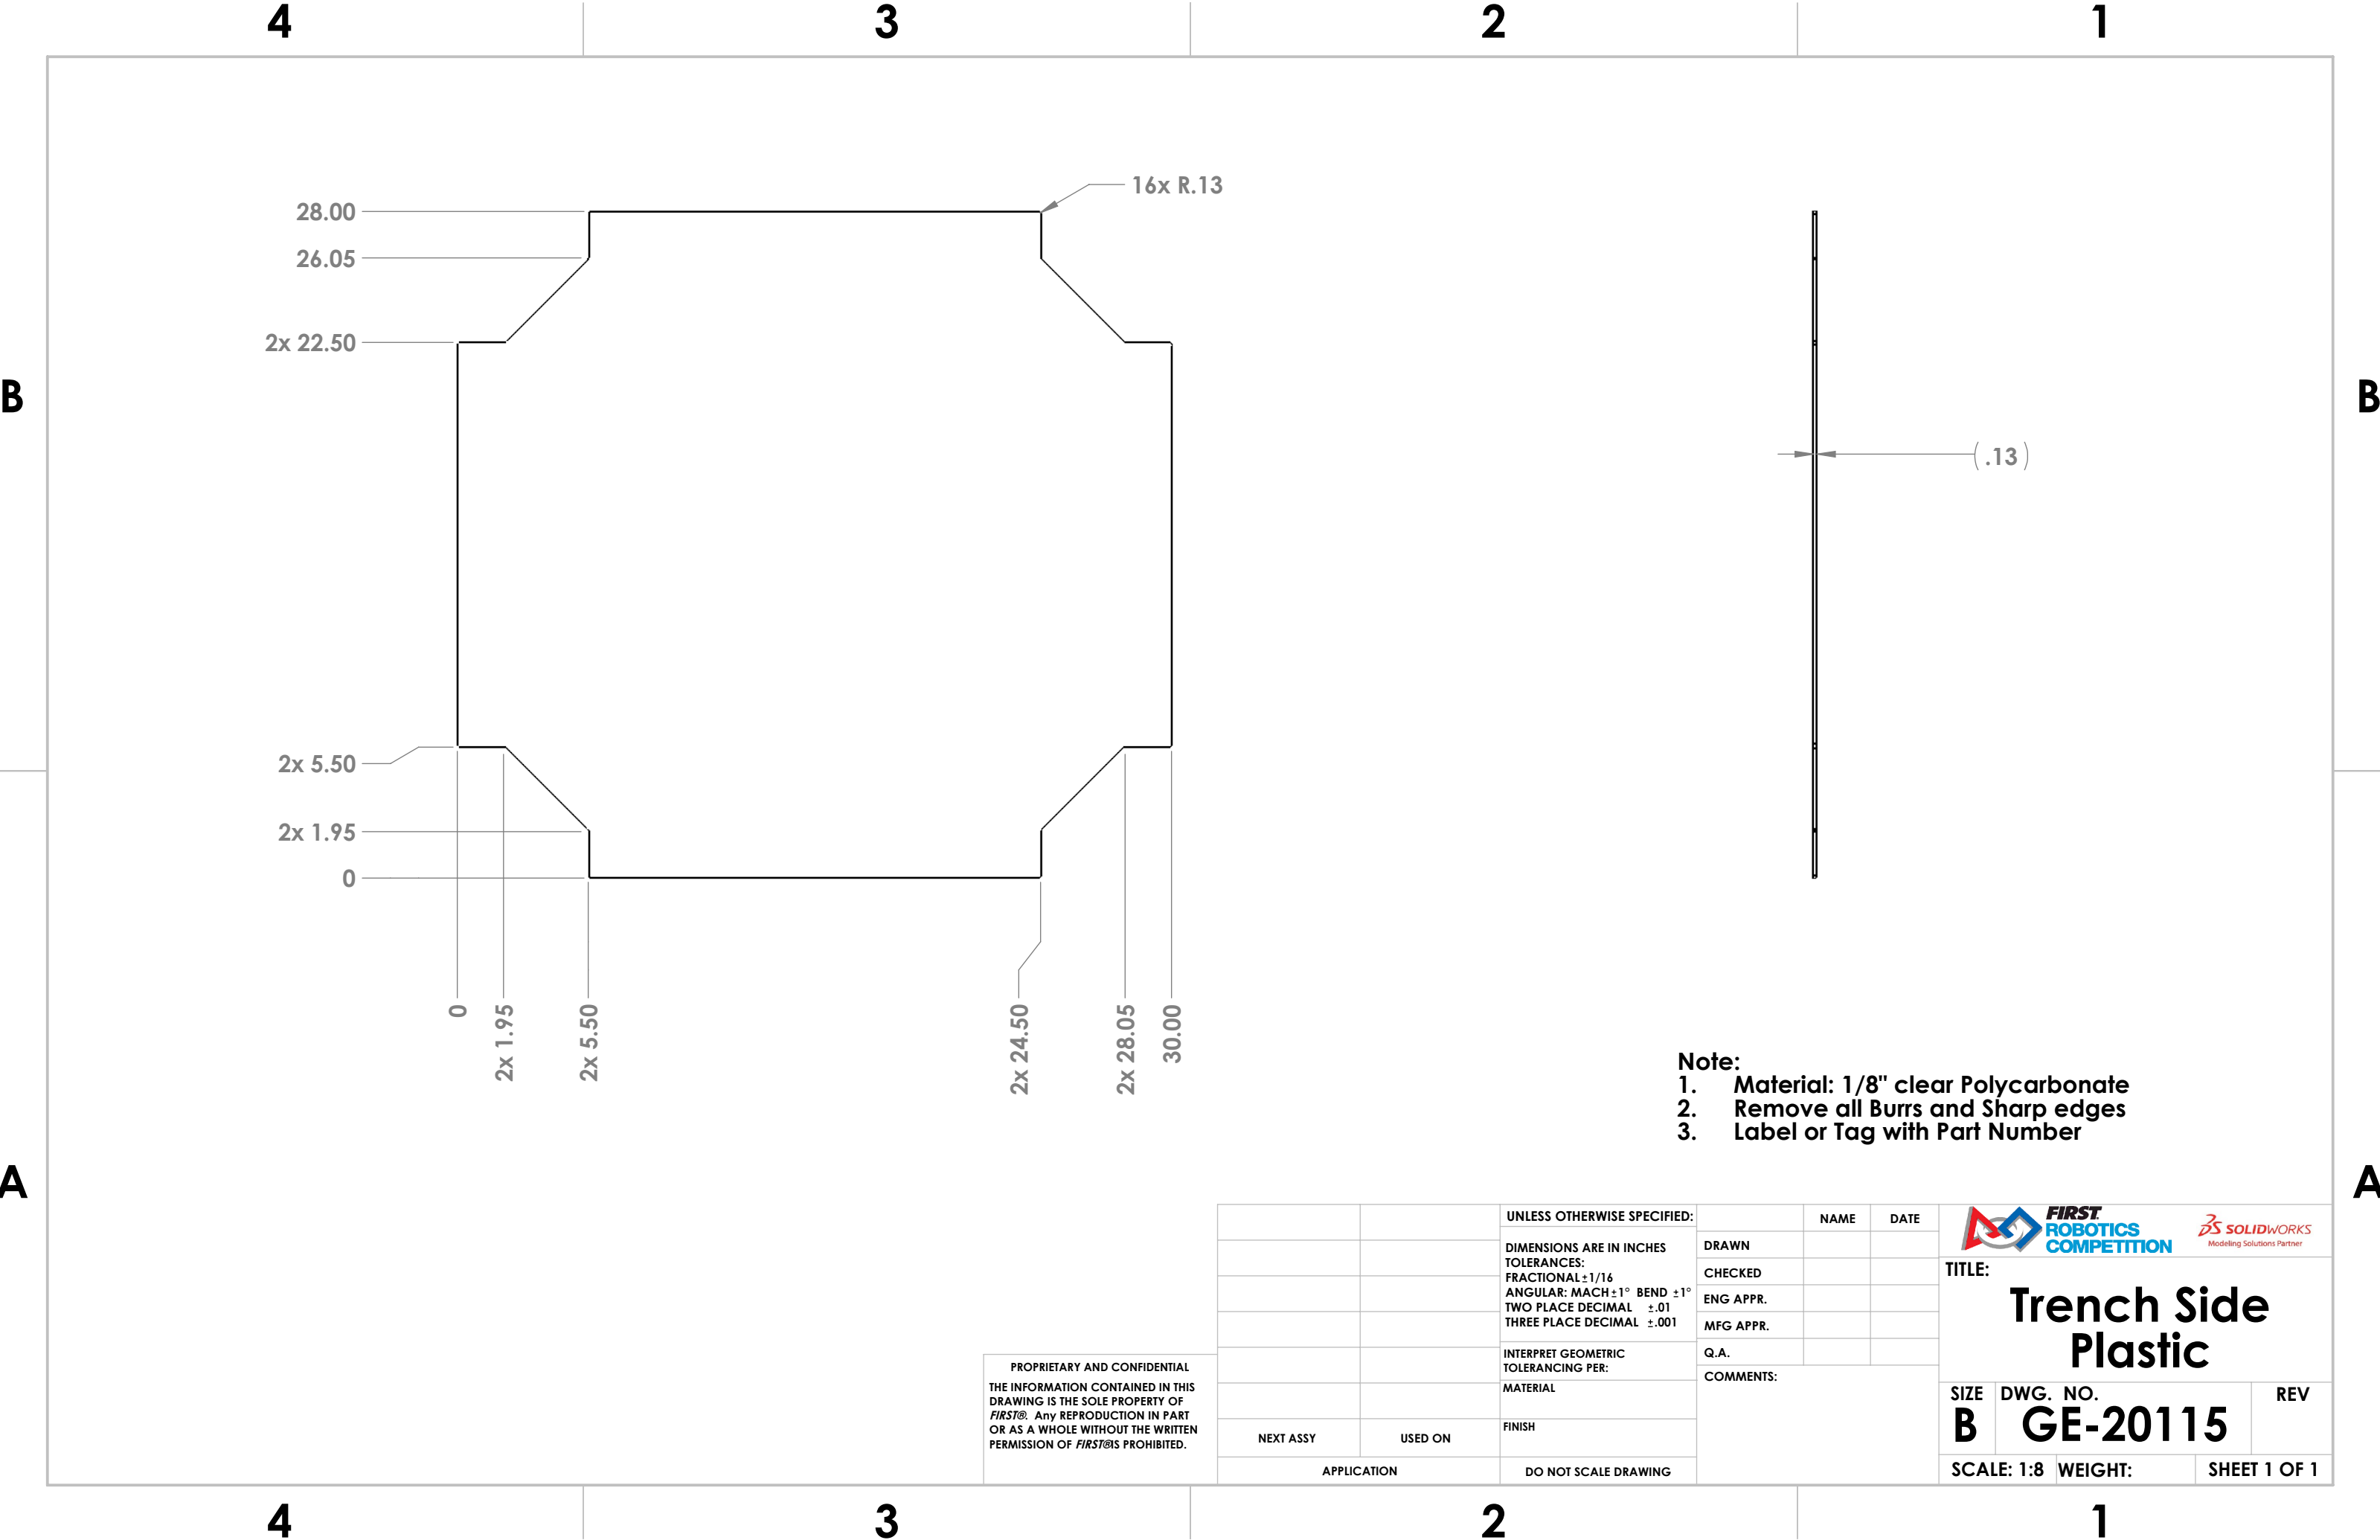 4 3 2 1
16x R.13
28.00
26.05
2x 22.50
B B
( .13 )
2x 5.50
2x 1.95
0
0
2x 1.95
2x 5.50
2x 24.50
2x 28.05
30.00
Note:
1. Material: 1/8" clear Polycarbonate
2. Remove all Burrs and Sharp edges
3. Label or Tag with Part Number
A A
PROPRIETARY AND CONFIDENTIAL
THE INFORMATION CONTAINED IN THIS
DRAWING IS THE SOLE PROPERTY OF
FIRST®. Any REPRODUCTION IN PART
OR AS A WHOLE WITHOUT THE WRITTEN
PERMISSION OF FIRST®IS PROHIBITED.
NEXT ASSY USED ON
APPLICATION
UNLESS OTHERWISE SPECIFIED:
DIMENSIONS ARE IN INCHES
TOLERANCES:
FRACTIONAL±1/16
ANGULAR: MACH±1° BEND ±1°
TWO PLACE DECIMAL ±.01
THREE PLACE DECIMAL ±.001
INTERPRET GEOMETRIC
TOLERANCING PER:
MATERIAL
FINISH
DO NOT SCALE DRAWING
NAME DATE
DRAWN
CHECKED
ENG APPR.
MFG APPR.
Q.A.
COMMENTS:
FIRST®
ROBOTICS
COMPETITION
SOLIDWORKS
Modeling Solutions Partner
TITLE:
Trench Side
Plastic
SIZE DWG. NO. REV
B GE-20115
SCALE: 1:8 WEIGHT: SHEET 1 OF 1
4 3 2 1